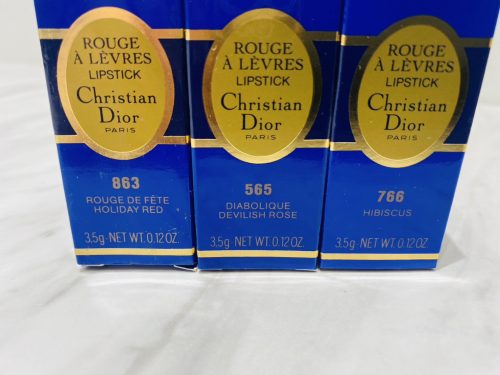 ROUGE
À LÈVRES
LIPSTICK
Christian
Dior
PARIS
863
ROUGE DE FÊTE
HOLIDAY RED
3.5g-NET WT. 0.12 OZ.
ROUGE
À LÈVRES
LIPSTICK
Christian
Dior
PARIS
565
DIABOLIQUE
DEVILISH ROSE
3.5g-NET WT. 0.12 OZ.
ROUGE
À LÈVRES
LIPSTICK
Christian
Dior
PARIS
766
HIBISCUS
3.5g-NET WT. 0.12 OZ.